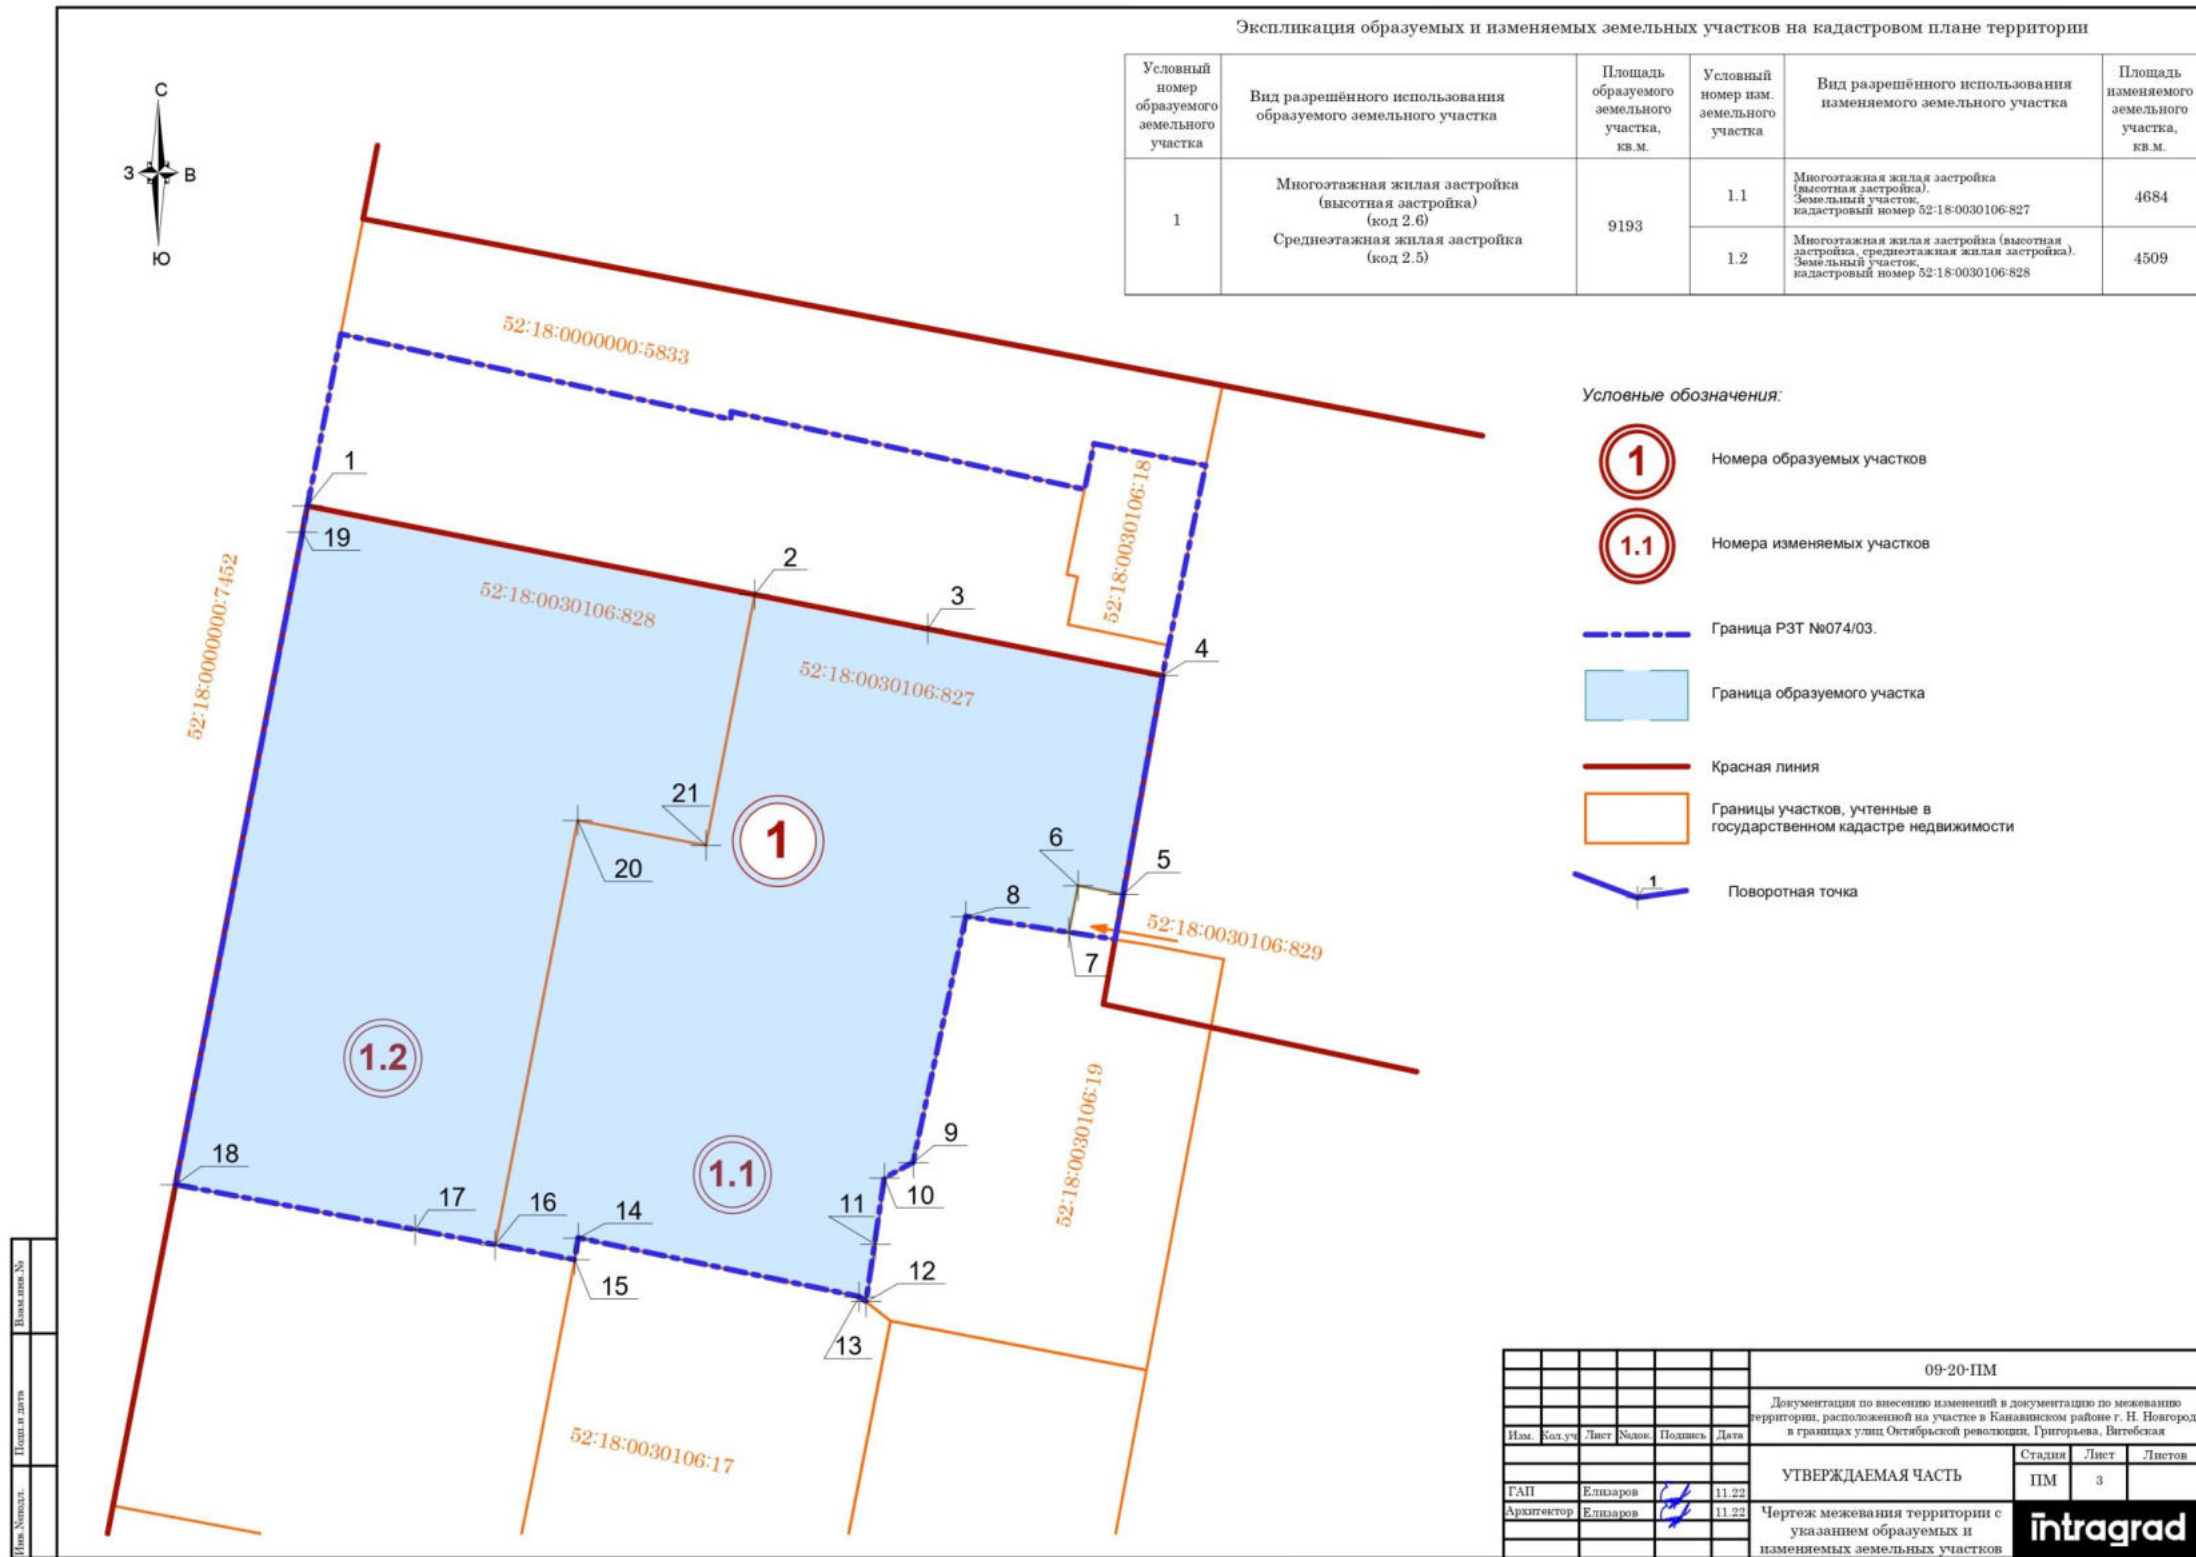 Экспликация образуемых и изменяемых земельных участков на кадастровом плане территории
Условный
номер
образуемого
земельного
участка
Вид разрешённого использования
образуемого земельного участка
Площадь
образуемого
земельного
участка,
кв.м.
Условный
номер изм.
земельного
участка
Вид разрешённого использования
изменяемого земельного участка
Площадь
изменяемого
земельного
участка,
кв.м.
1
Многоэтажная жилая застройка
(высотная застройка)
(код 2.6)
Среднеэтажная жилая застройка
(код 2.5)
9193
1.1
Многоэтажная жилая застройка
(высотная застройка).
Земельный участок,
кадастровый номер 52:18:0030106:827
4684
1.2
Многоэтажная жилая застройка (высотная
застройка, среднеэтажная жилая застройка).
Земельный участок,
кадастровый номер 52:18:0030106:828
4509
С
З
В
Ю
52:18:0000000:5833
52:18:0030106:18
1
19
2
3
4
52:18:0000000:7452
52:18:0030106:828
52:18:0030106:827
21
1
20
6
5
8
7
52:18:0030106:829
1.2
1.1
52:18:0030106:19
9
10
11
18
17
16
14
15
12
13
52:18:0030106:17
Условные обозначения:
1
Номера образуемых участков
1.1
Номера изменяемых участков
Граница РЗТ №074/03.
Граница образуемого участка
Красная линия
Границы участков, учтенные в
государственном кадастре недвижимости
1
Поворотная точка
Взам.инв.№
Подп.и дата
Инв.№подл.
09-20-ПМ
Документация по внесению изменений в документацию по межеванию
территории, расположенной на участке в Канавинском районе г. Н. Новгород
в границах улиц Октябрьской революции, Григорьева, Витебская
Изм.
Кол.уч
Лист
№док.
Подпись
Дата
УТВЕРЖДАЕМАЯ ЧАСТЬ
Стадия
Лист
Листов
ПМ
3
ГАП
Елизаров
11.22
Архитектор
Елизаров
11.22
Чертеж межевания территории с
указанием образуемых и
изменяемых земельных участков
intragrad